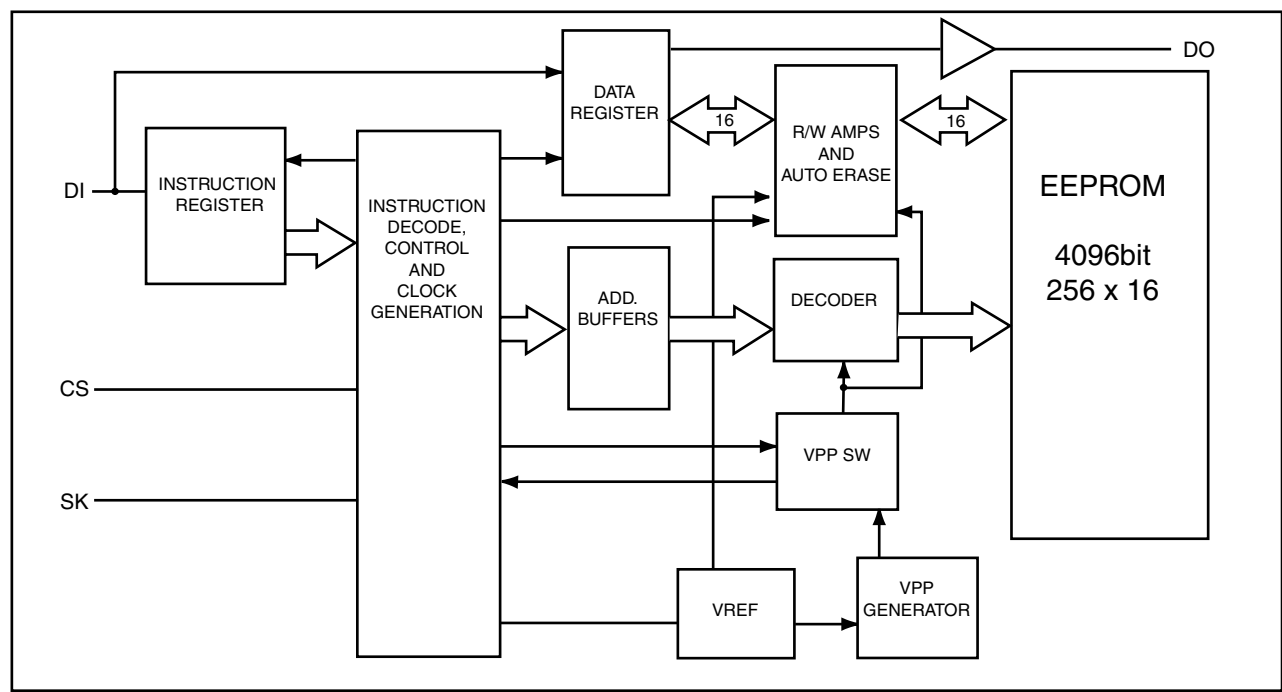 DO
DATA
REGISTER
16
R/W AMPS
AND
AUTO ERASE
16
EEPROM
4096bit
256 x 16
DI
INSTRUCTION
REGISTER
INSTRUCTION
DECODE,
CONTROL
AND
CLOCK
GENERATION
ADD.
BUFFERS
DECODER
CS
VPP SW
SK
VREF
VPP
GENERATOR